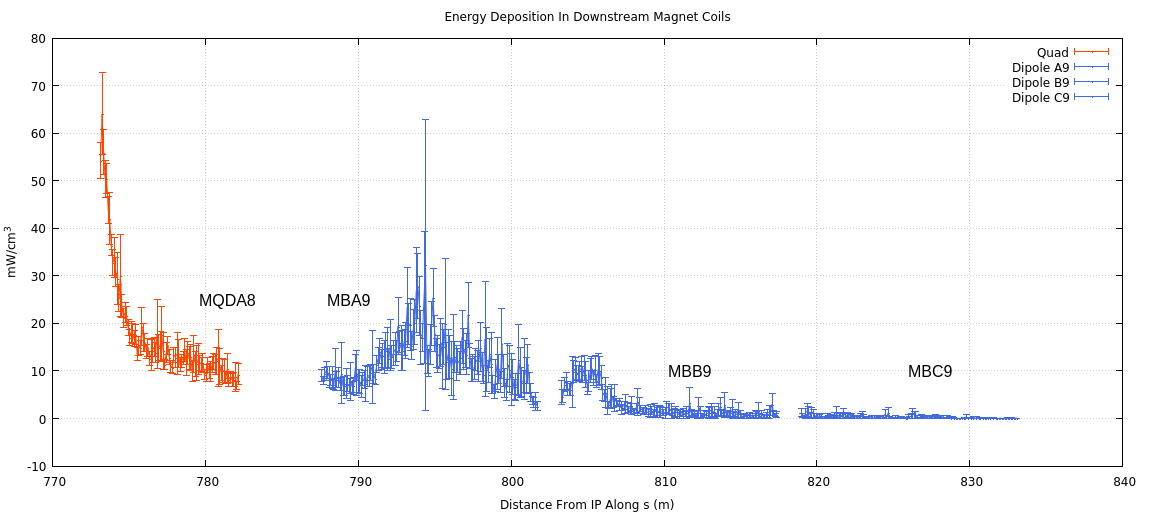 Energy Deposition In Downstream Magnet Coils
80
70
60
50
40
30
20
10
0
-10
mW/cm³
Quad
Dipole A9
Dipole B9
Dipole C9
MQDA8
MBA9
MBB9
MBC9
770
780
790
800
810
820
830
840
Distance From IP Along s (m)